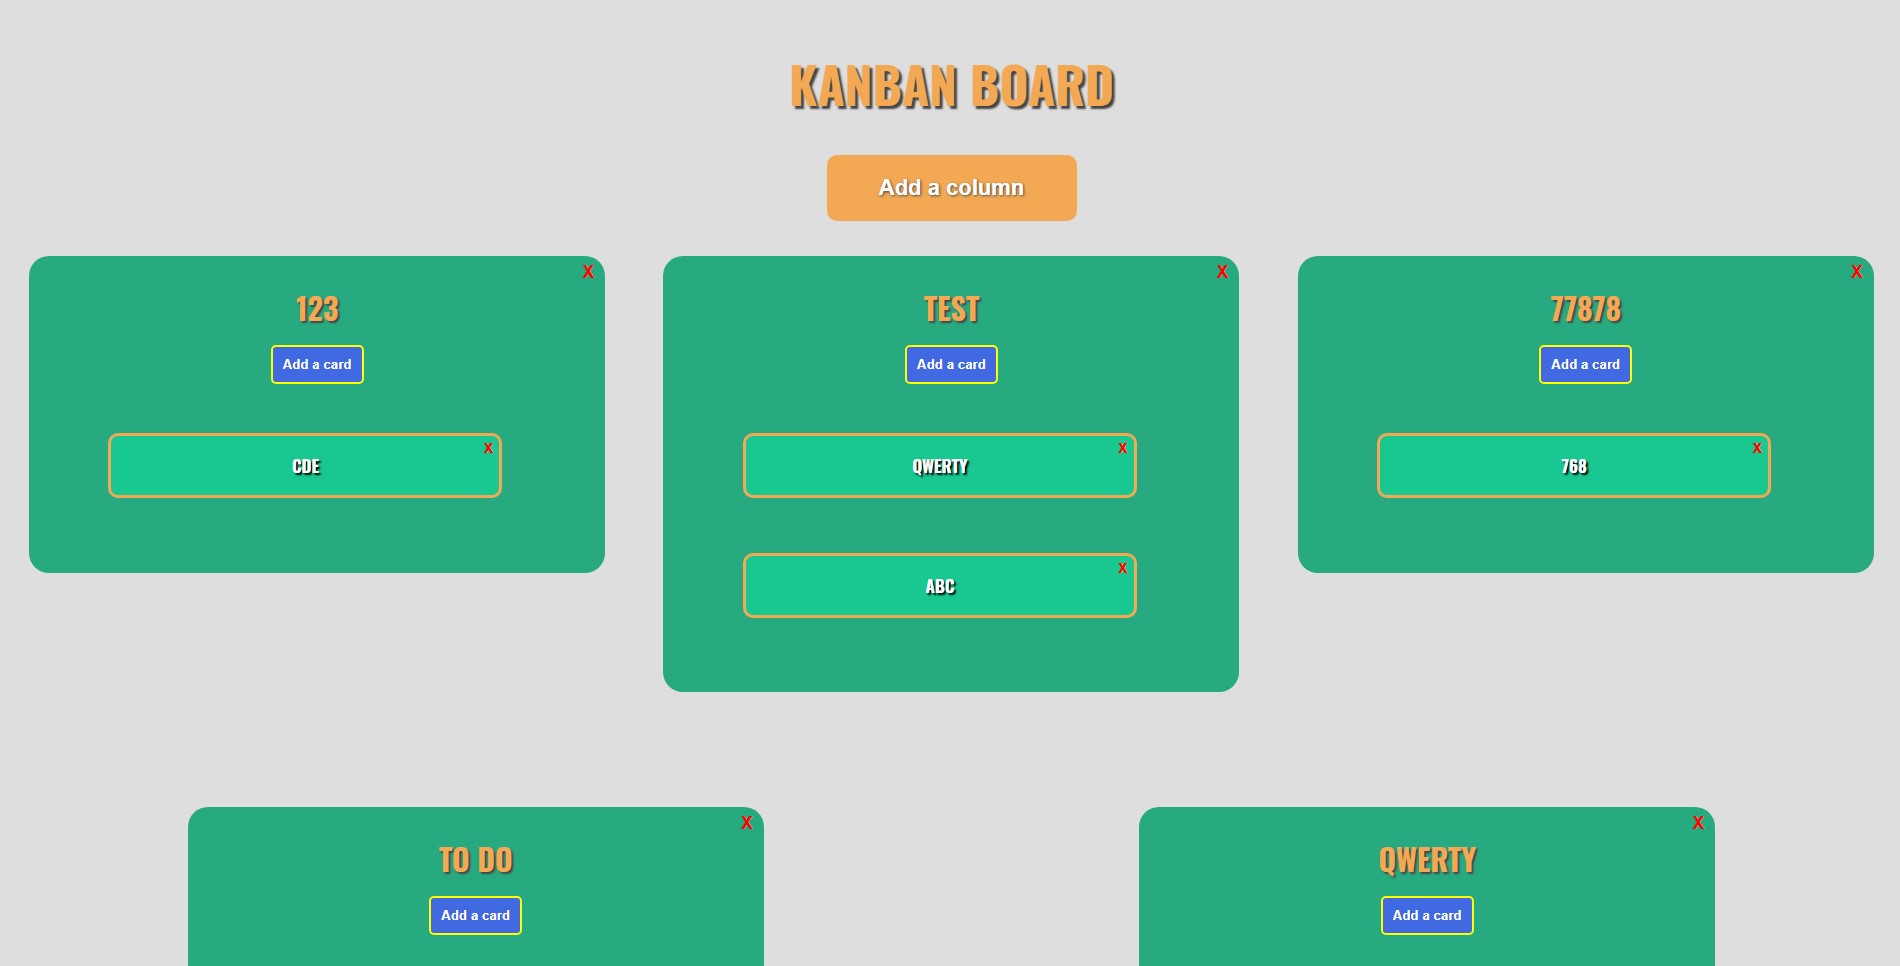 KANBAN BOARD
Add a column
X
123
Add a card
X
CDE
X
TEST
Add a card
X
QWERTY
X
ABC
X
77878
Add a card
X
768
X
TO DO
Add a card
X
QWERTY
Add a card